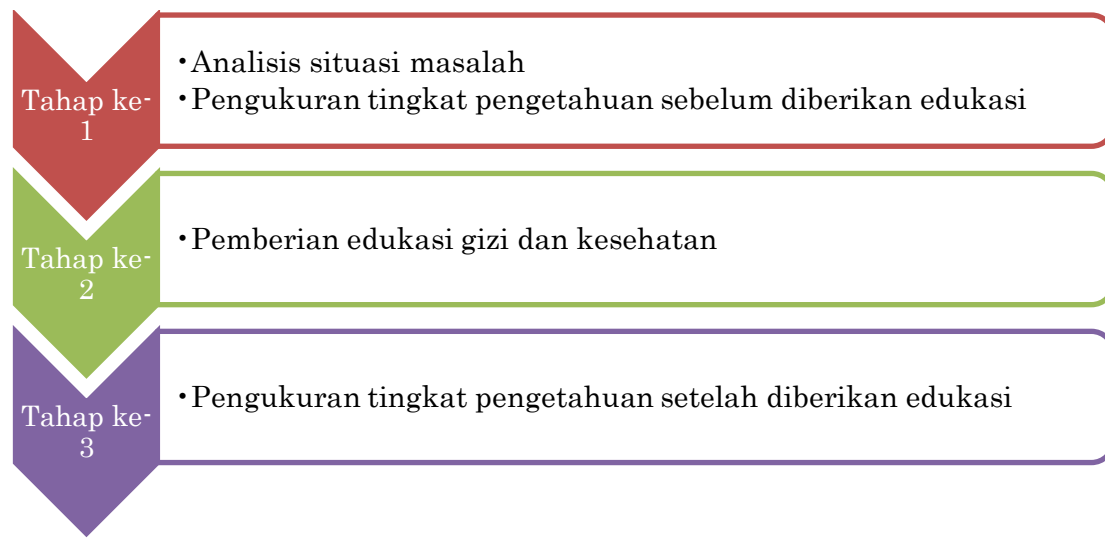 Tahap ke-
1
•Analisis situasi masalah
•Pengukuran tingkat pengetahuan sebelum diberikan edukasi
Tahap ke-
2
•Pemberian edukasi gizi dan kesehatan
Tahap ke-
3
•Pengukuran tingkat pengetahuan setelah diberikan edukasi